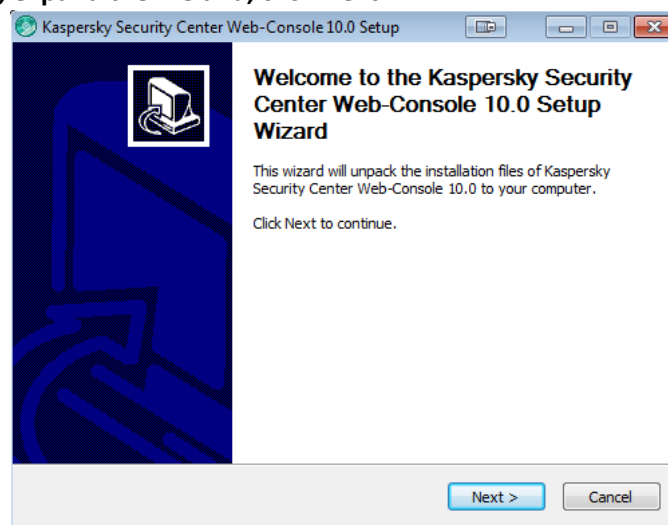 Kaspersky Security Center Web-Console 10.0 Setup
Welcome to the Kaspersky Security
Center Web-Console 10.0 Setup
Wizard
This wizard will unpack the installation files of Kaspersky
Security Center Web-Console 10.0 to your computer.
Click Next to continue.
Next >
Cancel